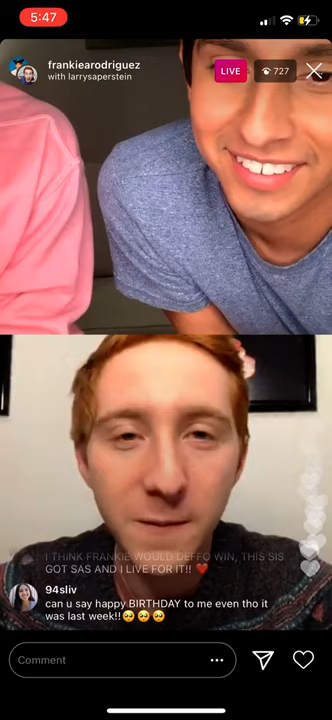 5:47
frankiearodriguez
with larrysaperstein
LIVE
727
I THINK FRANKIE WOULD DEFFO WIN, THIS SIS
GOT SAS AND I LIVE FOR IT!! ❤️
94sliv
can u say happy BIRTHDAY to me even tho it
was last week!!🥺🥺🥺
Comment